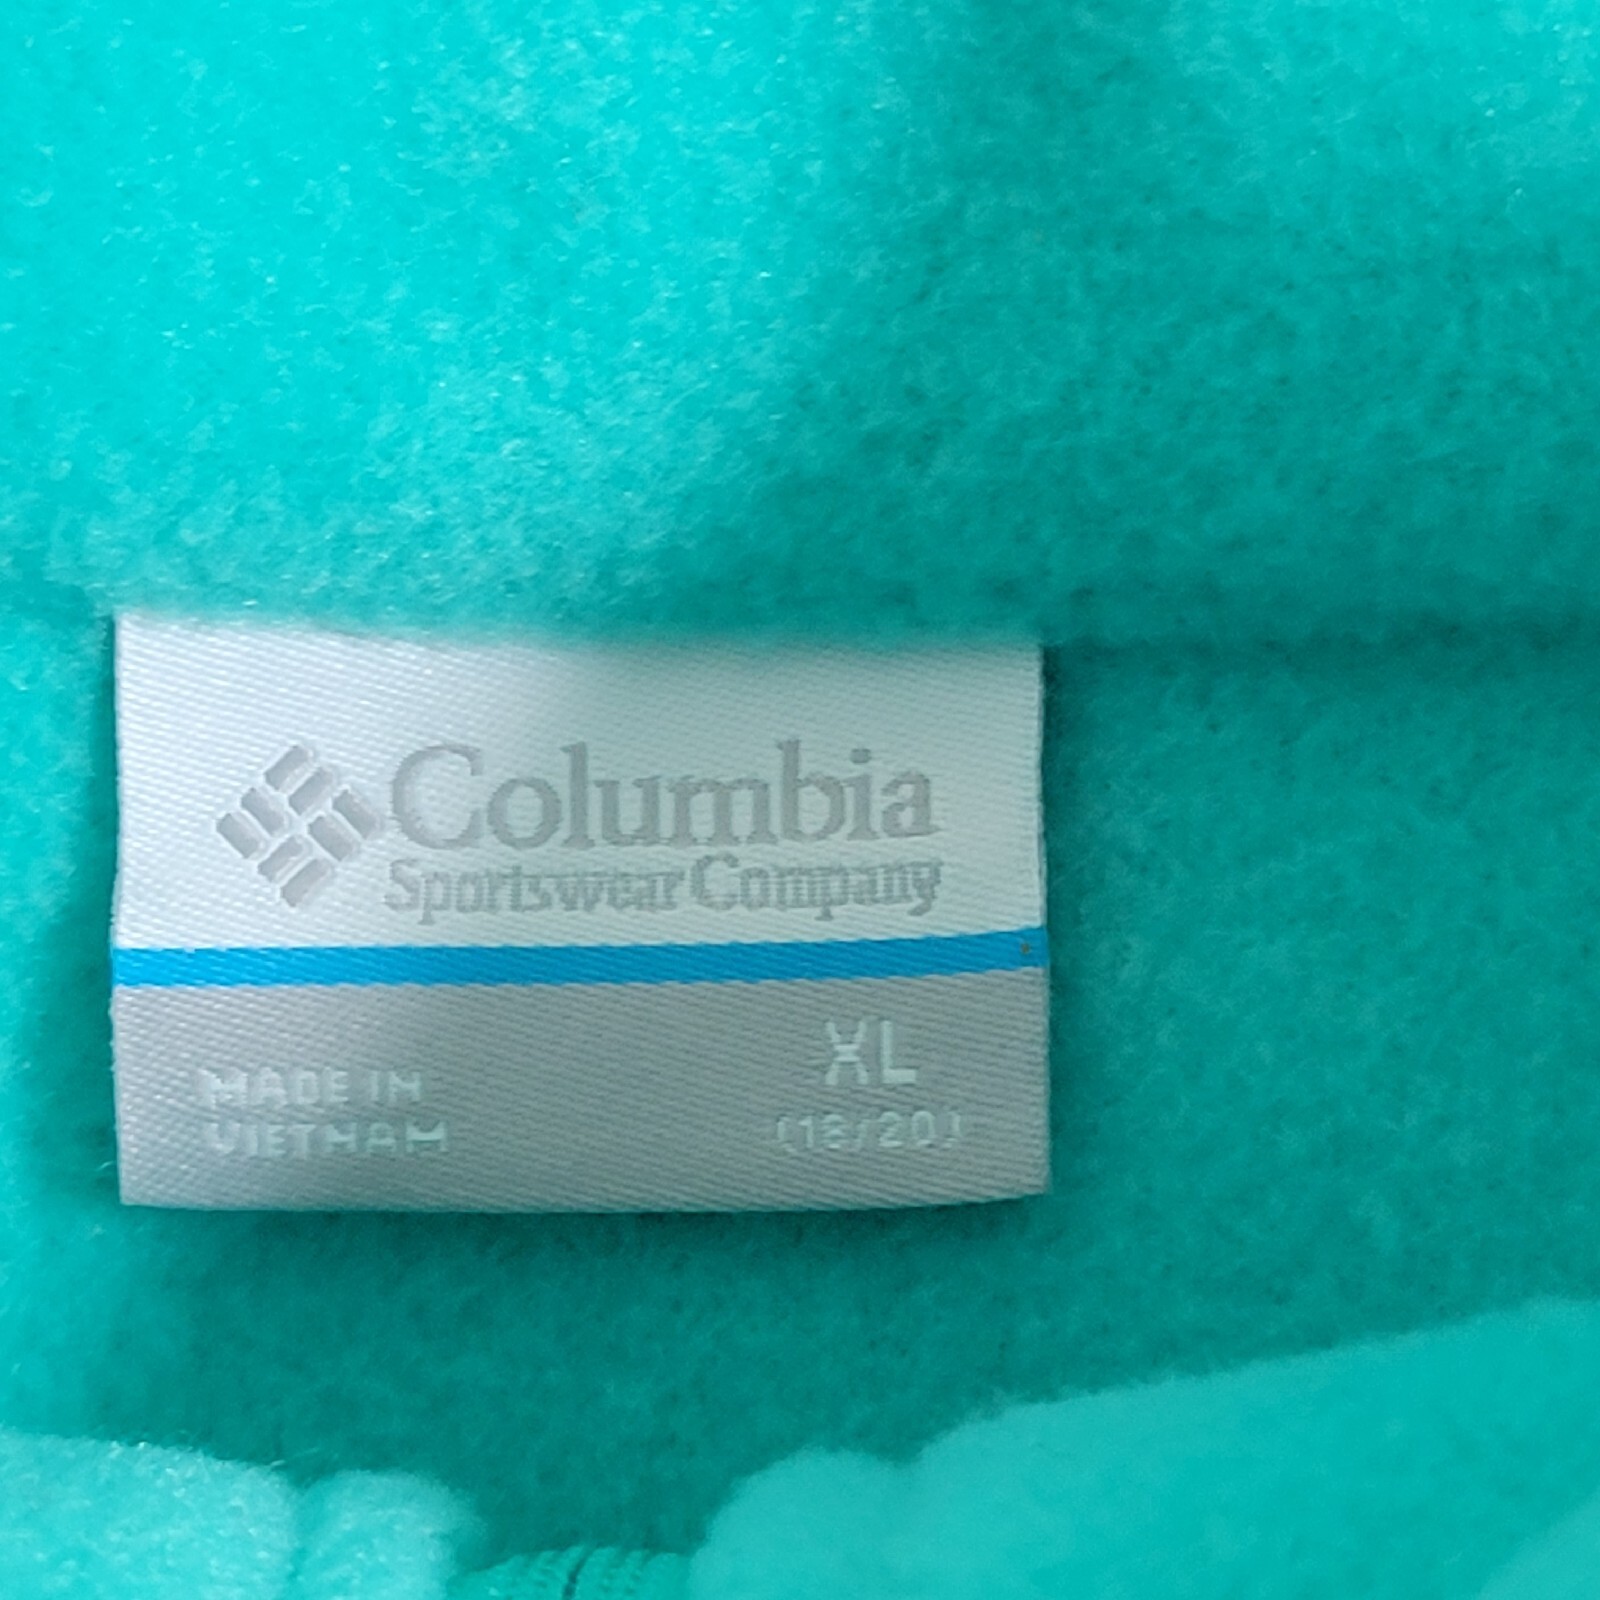 Columbia
Sportswear Company
MADE IN
VIETNAM
XL
(18/20)